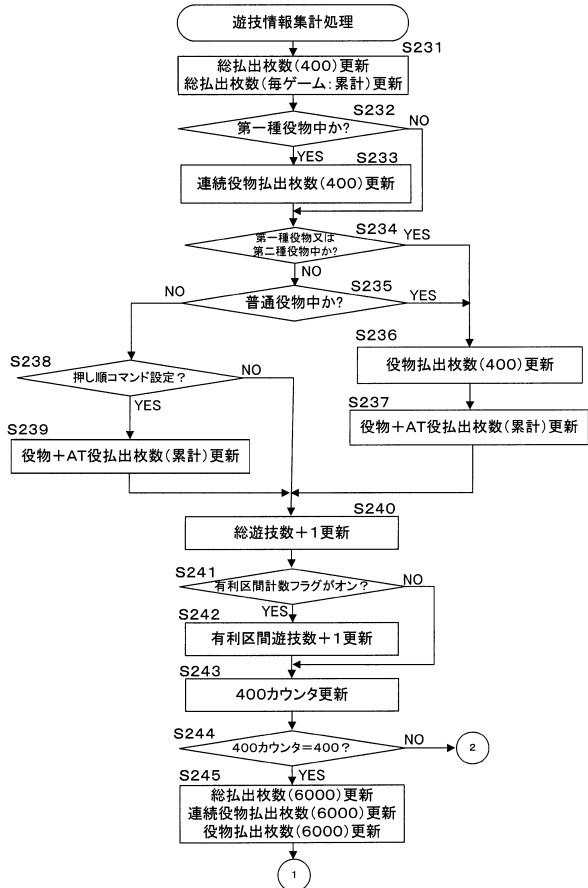 遊技情報集計処理
S231
総払出枚数(400)更新
総払出枚数(毎ゲーム:累計)更新
S232
第一種役物中か?
NO
YES
S233
連続役物払出枚数(400)更新
S234
第一種役物又は
第二種役物中か?
YES
NO
S235
普通役物中か?
NO
YES
S236
役物払出枚数(400)更新
S237
役物+AT役払出枚数(累計)更新
S238
押し順コマンド設定?
NO
YES
S239
役物+AT役払出枚数(累計)更新
S240
総遊技数+1更新
S241
有利区間計数フラグがオン?
NO
YES
S242
有利区間遊技数+1更新
S243
400カウンタ更新
S244
400カウンタ=400?
NO
2
YES
S245
総払出枚数(6000)更新
連続役物払出枚数(6000)更新
役物払出枚数(6000)更新
1